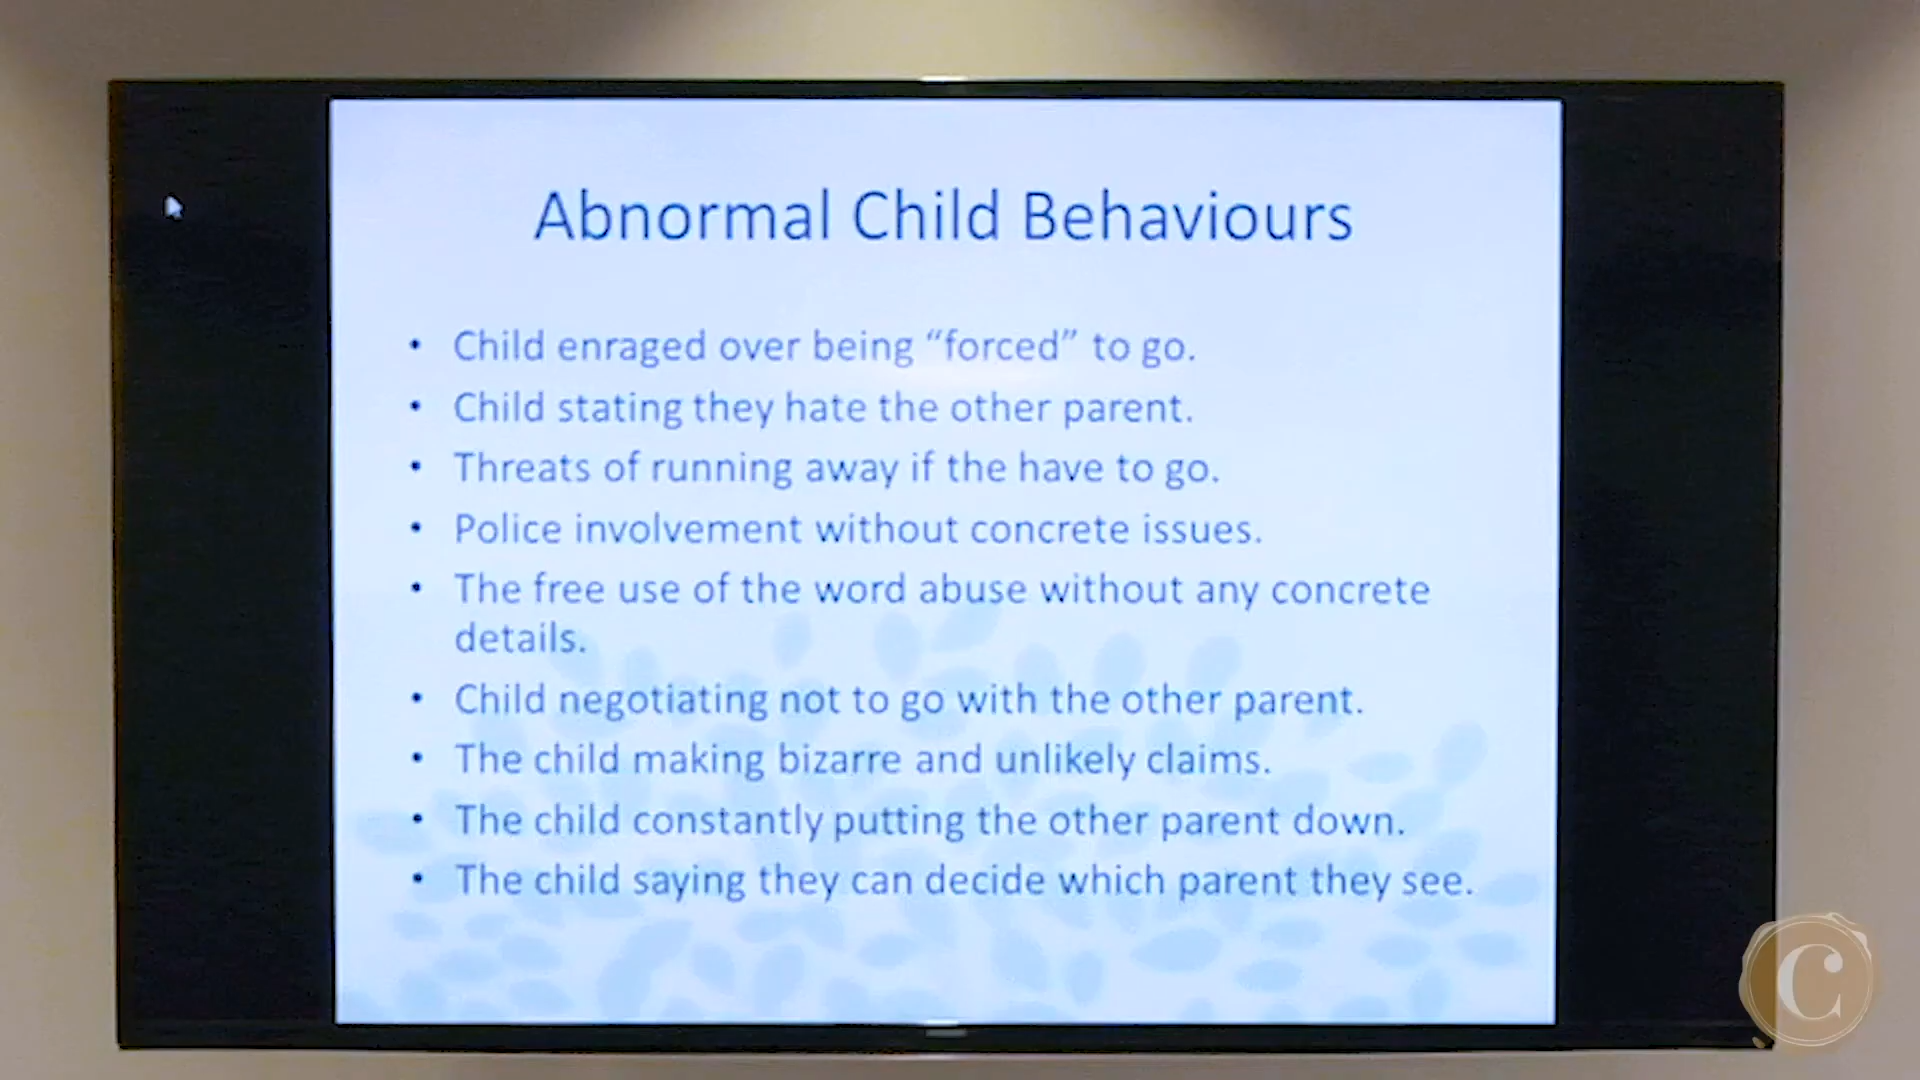 Abnormal Child Behaviours
• Child enraged over being “forced” to go.
• Child stating they hate the other parent.
• Threats of running away if the have to go.
• Police involvement without concrete issues.
• The free use of the word abuse without any concrete
details.
• Child negotiating not to go with the other parent.
• The child making bizarre and unlikely claims.
• The child constantly putting the other parent down.
• The child saying they can decide which parent they see.
C